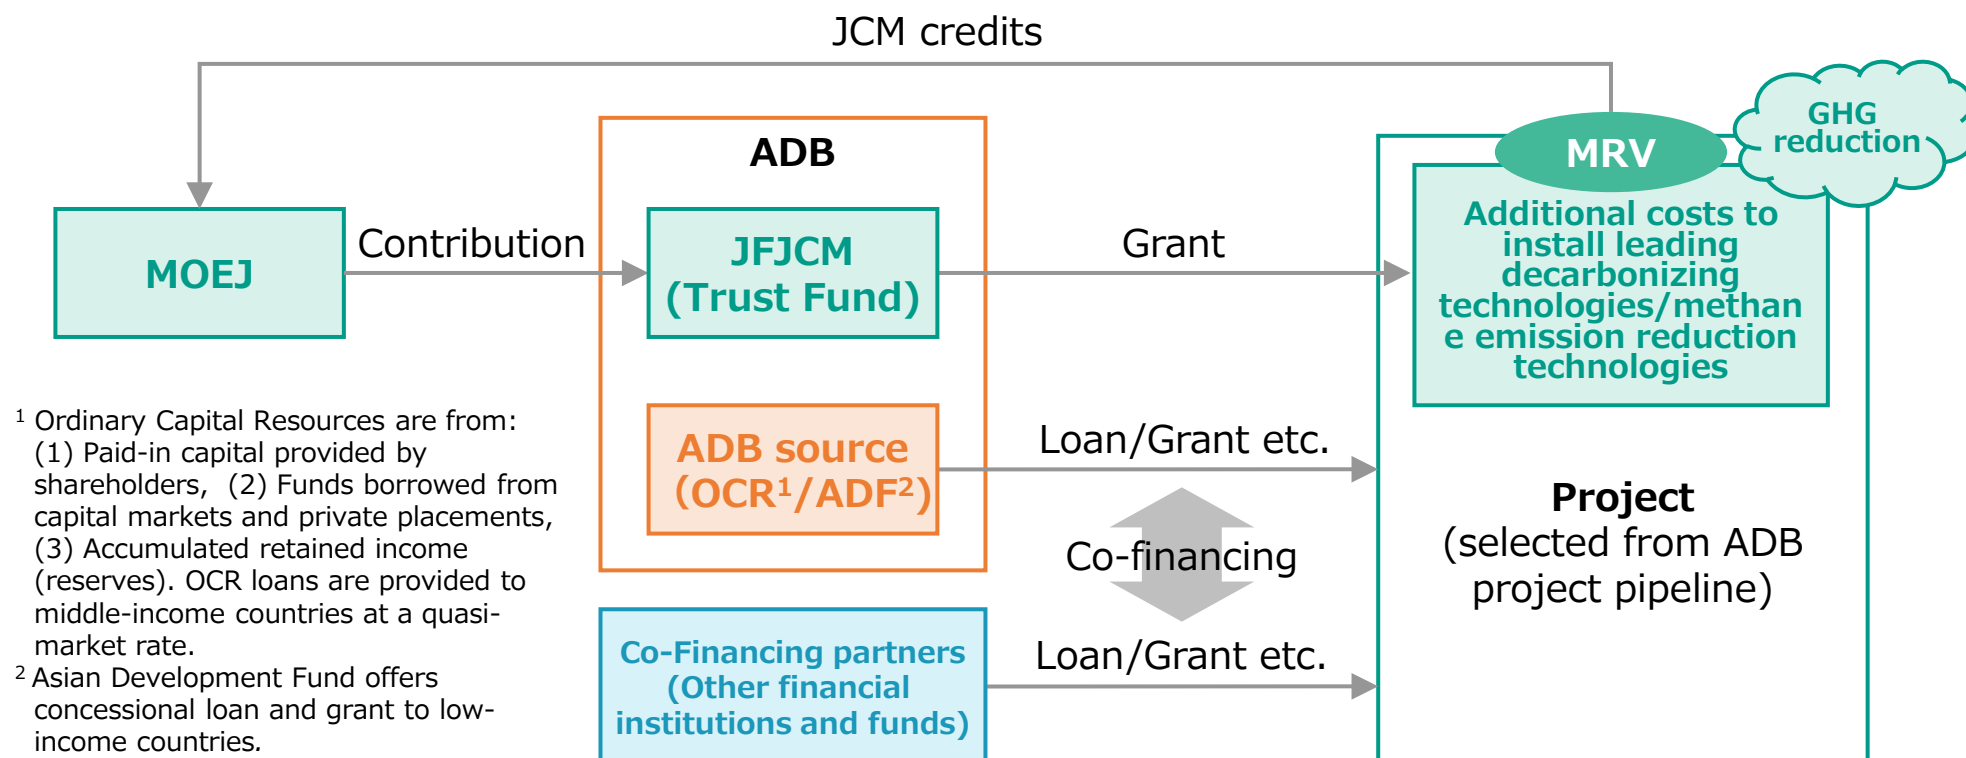 JCM credits
ADB
MRV
GHG
reduction
MOEJ
Contribution
JFJCM
(Trust Fund)
Grant
Additional costs to
install leading
decarbonizing
technologies/methan
e emission reduction
technologies
ADB source
(OCR¹/ADF²)
Loan/Grant etc.
Co-financing
Project
(selected from ADB
project pipeline)
Co-Financing partners
(Other financial
institutions and funds)
Loan/Grant etc.
¹ Ordinary Capital Resources are from:
(1) Paid-in capital provided by
shareholders, (2) Funds borrowed from
capital markets and private placements,
(3) Accumulated retained income
(reserves). OCR loans are provided to
middle-income countries at a quasi-
market rate.
² Asian Development Fund offers
concessional loan and grant to low-
income countries.